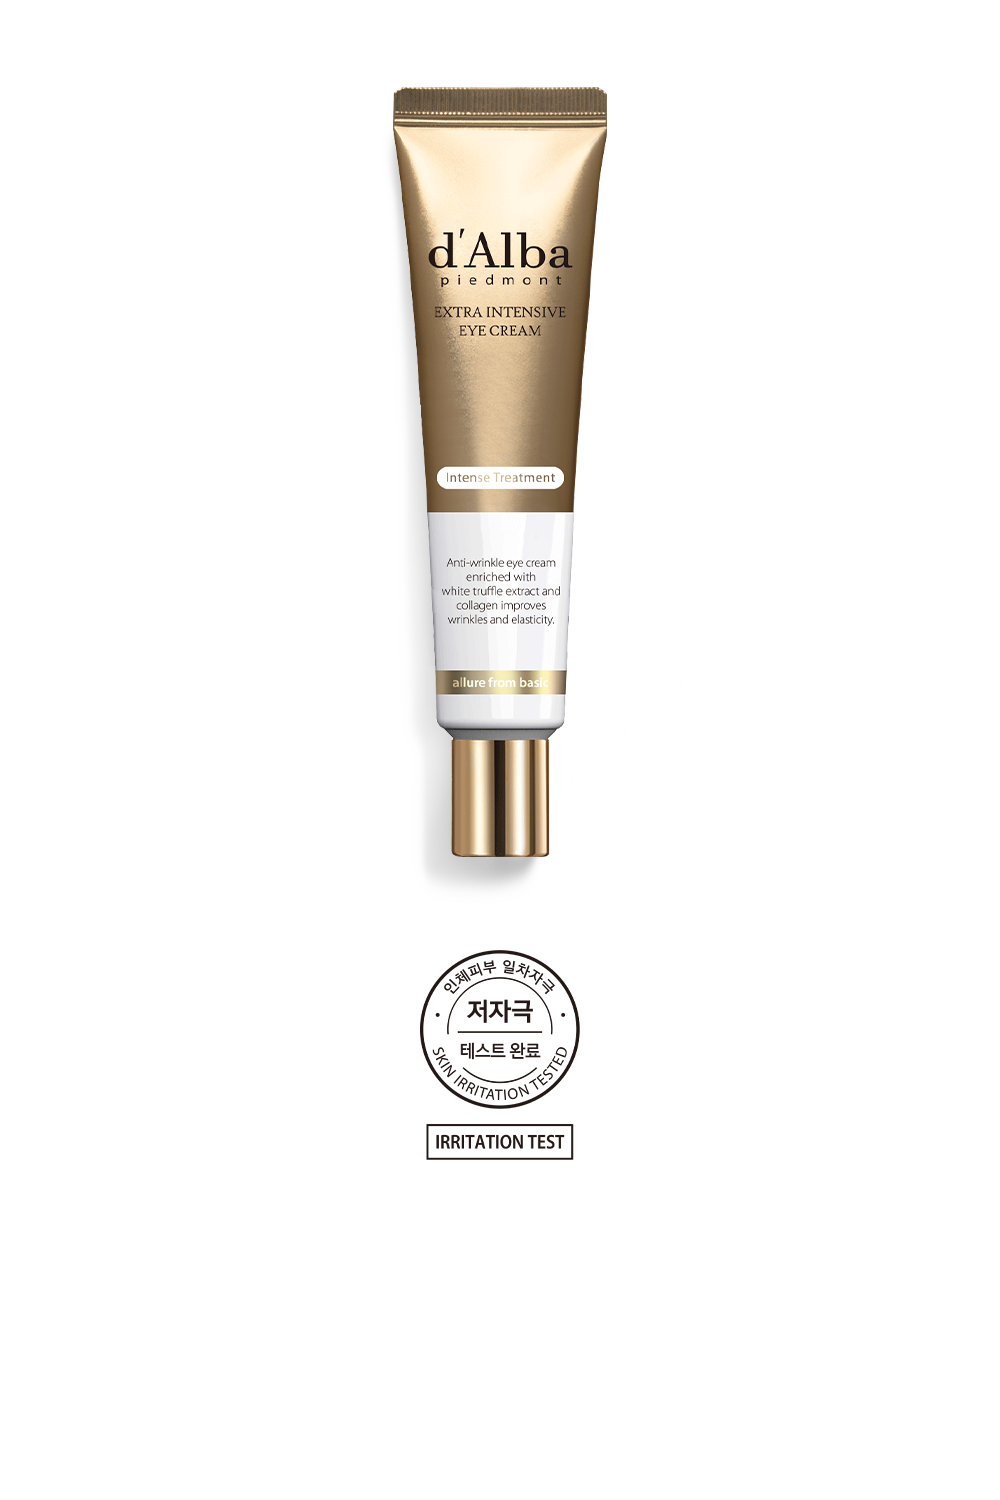 d'Alba
piedmont
EXTRA INTENSIVE
EYE CREAM
Intense Treatment
Anti-wrinkle eye cream
enriched with
white truffle extract and
collagen improves
wrinkles and elasticity.
allure from basic
인체피부 일차자극
저자극
테스트 완료
SKIN IRRITATION TESTED
IRRITATION TEST